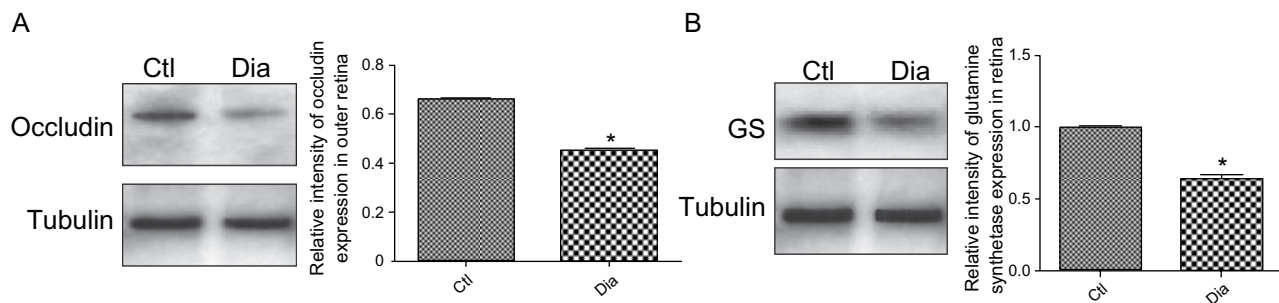 A
Ctl Dia
Occludin
Tubulin
Relative intensity of occludin
expression in outer retina
0.8
0.6
0.4
0.2
0
*
Ctl
Dia
B
Ctl Dia
GS
Tubulin
Relative intensity of glutamine
synthetase expression in retina
1.5
1.0
0.5
0.0
*
Ctl
Dia